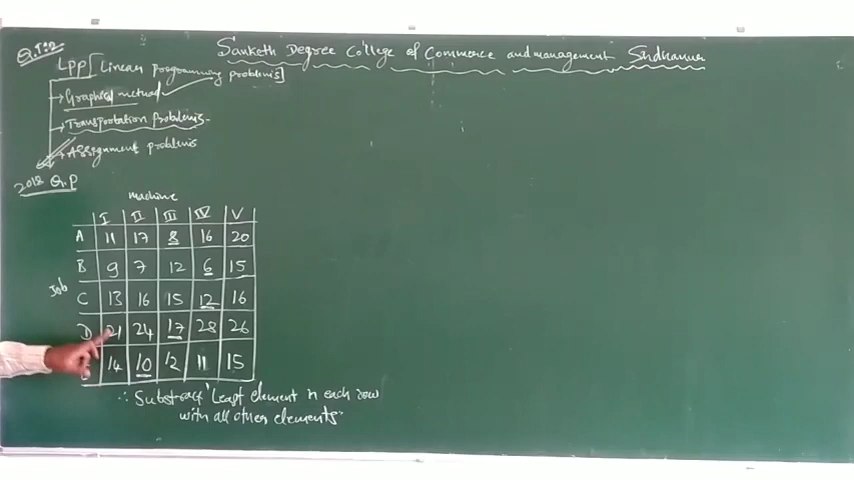 Q.T:2
Sanketh Degree College of Commerce and management Sindhanur
LPP [Linear programming problems]
→ Graphical method
→ Transportation problems-
→ Assignment problems
2018 Q.P
machine
I II III IV V
A 11 17 8 16 20
B 9 7 12 6 15
Job
C 13 16 15 12 16
D 21 24 17 28 26
14 10 12 11 15
∴ Substract 'Least element in each row
with all other elements.